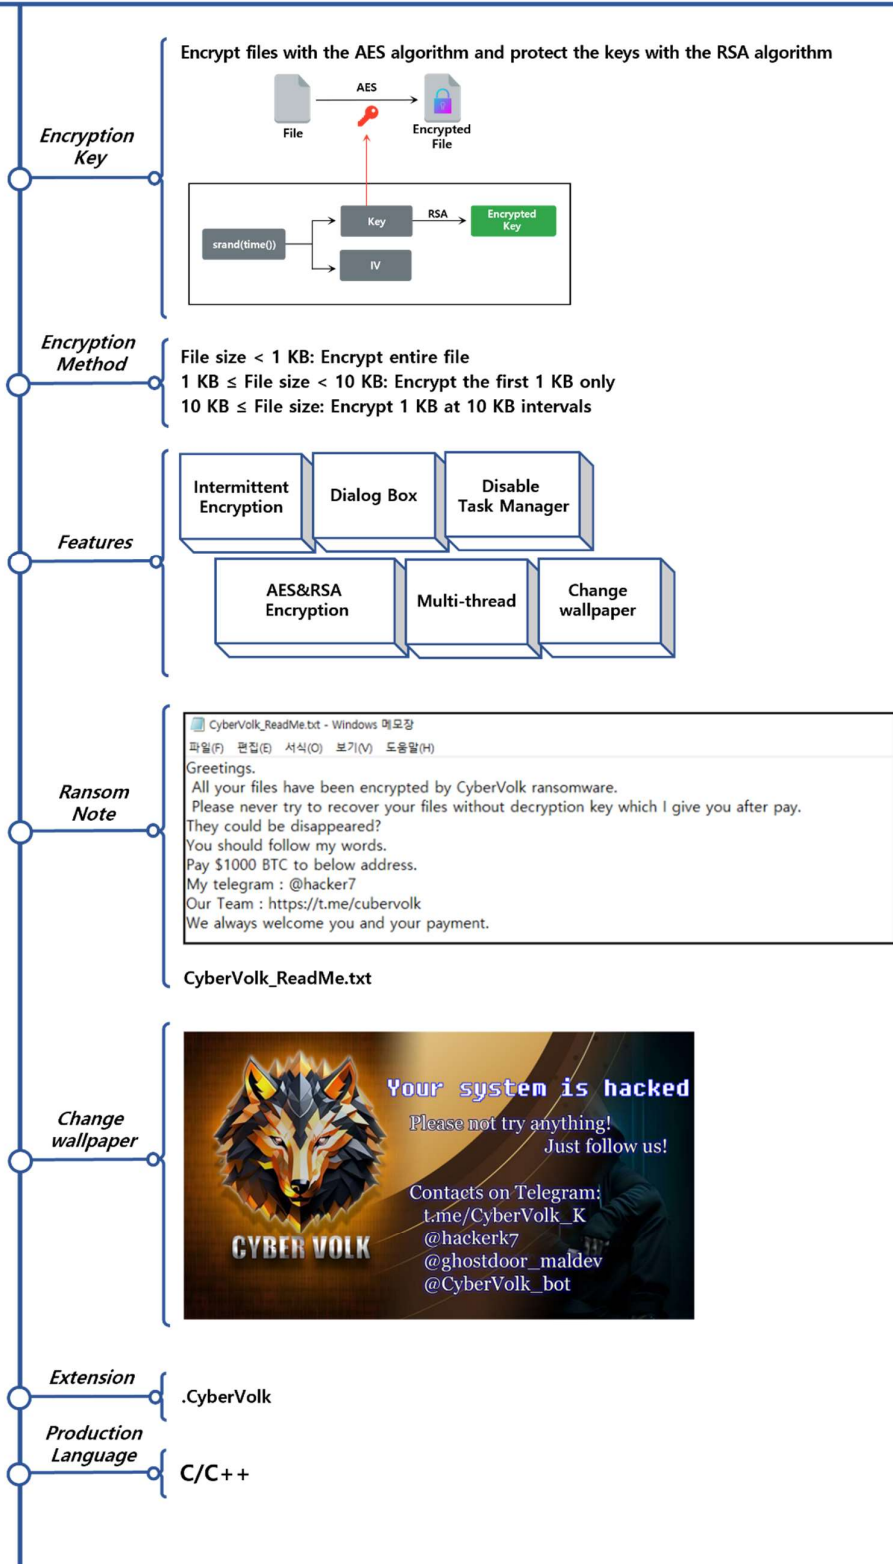 Encryption
Key
Encrypt files with the AES algorithm and protect the keys with the RSA algorithm
AES
File
Encrypted
File
srand(time())
Key
RSA
Encrypted
Key
IV
Encryption
Method
File size < 1 KB: Encrypt entire file
1 KB ≤ File size < 10 KB: Encrypt the first 1 KB only
10 KB ≤ File size: Encrypt 1 KB at 10 KB intervals
Features
Intermittent
Encryption
Dialog Box
Disable
Task Manager
AES&RSA
Encryption
Multi-thread
Change
wallpaper
Ransom
Note
CyberVolk_ReadMe.txt - Windows 메모장
파일(F) 편집(E) 서식(O) 보기(V) 도움말(H)
Greetings.
All your files have been encrypted by CyberVolk ransomware.
Please never try to recover your files without decryption key which I give you after pay.
They could be disappeared?
You should follow my words.
Pay $1000 BTC to below address.
My telegram : @hacker7
Our Team : https://t.me/cubervolk
We always welcome you and your payment.
CyberVolk_ReadMe.txt
Change
wallpaper
CYBER VOLK
Your system is hacked
Please not try anything!
Just follow us!
Contacts on Telegram:
t.me/CyberVolk_K
@hackerk7
@ghostdoor_maldev
@CyberVolk_bot
Extension
.CyberVolk
Production
Language
C/C++